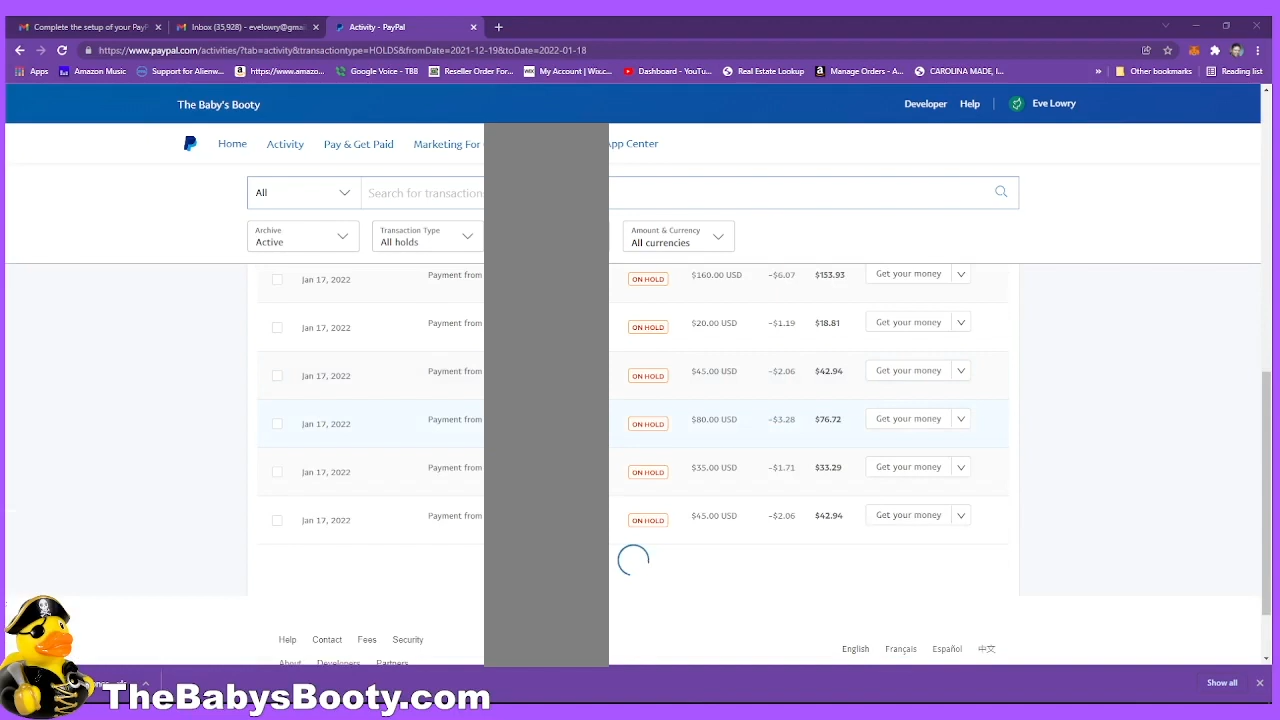 Complete the setup of your PayP
Inbox (35,928) - evelowry@gmai
Activity - PayPal
https://www.paypal.com/activities/?tab=activity&transactiontype=HOLDS&fromDate=2021-12-19&toDate=2022-01-18
Apps Amazon Music Support for Alienw... https://www.amazo... Google Voice - TBB Reseller Order For... My Account | Wix.c... Dashboard - YouTu... Real Estate Lookup Manage Orders - A... CAROLINA MADE, I... » Other bookmarks Reading list
The Baby's Booty Developer Help Eve Lowry
Home Activity Pay & Get Paid Marketing For App Center
All Search for transactions
Archive Transaction Type Amount & Currency
Active All holds All currencies
Jan 17, 2022 Payment from ON HOLD $160.00 USD -$6.07 $153.93 Get your money
Jan 17, 2022 Payment from ON HOLD $20.00 USD -$1.19 $18.81 Get your money
Jan 17, 2022 Payment from ON HOLD $45.00 USD -$2.06 $42.94 Get your money
Jan 17, 2022 Payment from ON HOLD $80.00 USD -$3.28 $76.72 Get your money
Jan 17, 2022 Payment from ON HOLD $35.00 USD -$1.71 $33.29 Get your money
Jan 17, 2022 Payment from ON HOLD $45.00 USD -$2.06 $42.94 Get your money
Help Contact Fees Security
English Français Español 中文
About Developers Partners
Show all
TheBabysBooty.com